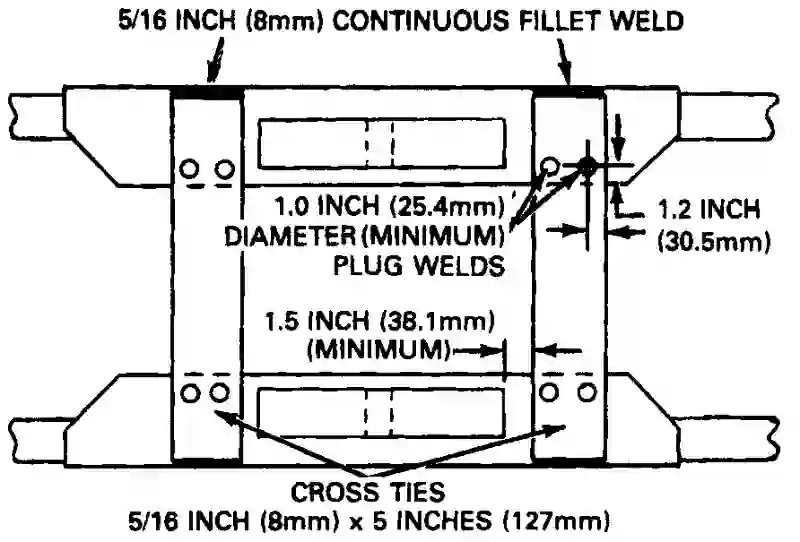 5/16 INCH (8mm) CONTINUOUS FILLET WELD
1.0 INCH (25.4mm)
DIAMETER (MINIMUM)
PLUG WELDS
1.2 INCH
(30.5mm)
1.5 INCH (38.1mm)
(MINIMUM)
CROSS TIES
5/16 INCH (8mm) x 5 INCHES (127mm)